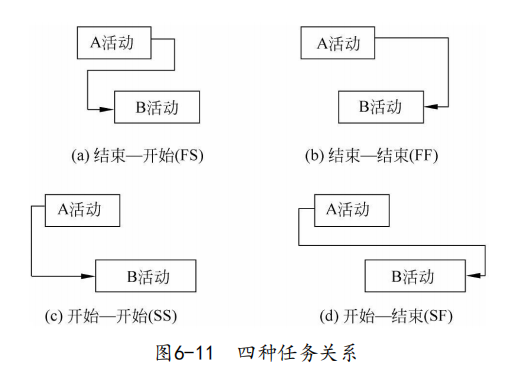 A活动
B活动
(a) 结束—开始(FS)
A活动
B活动
(b) 结束—结束(FF)
A活动
B活动
(c) 开始—开始(SS)
A活动
B活动
(d) 开始—结束(SF)
图6-11 四种任务关系